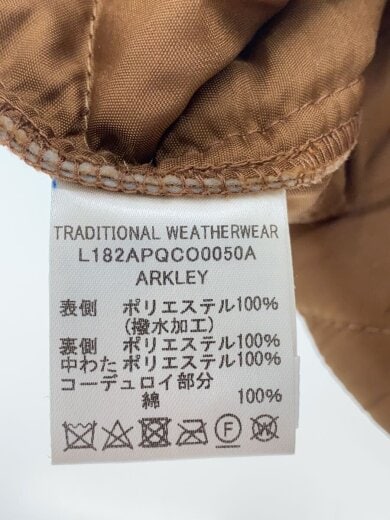 TRADITIONAL WEATHERWEAR
L182APQCO0050A
ARKLEY
表側 ポリエステル100%
(撥水加工)
裏側 ポリエステル100%
中わた ポリエステル100%
コーデュロイ部分
綿 100%
F W